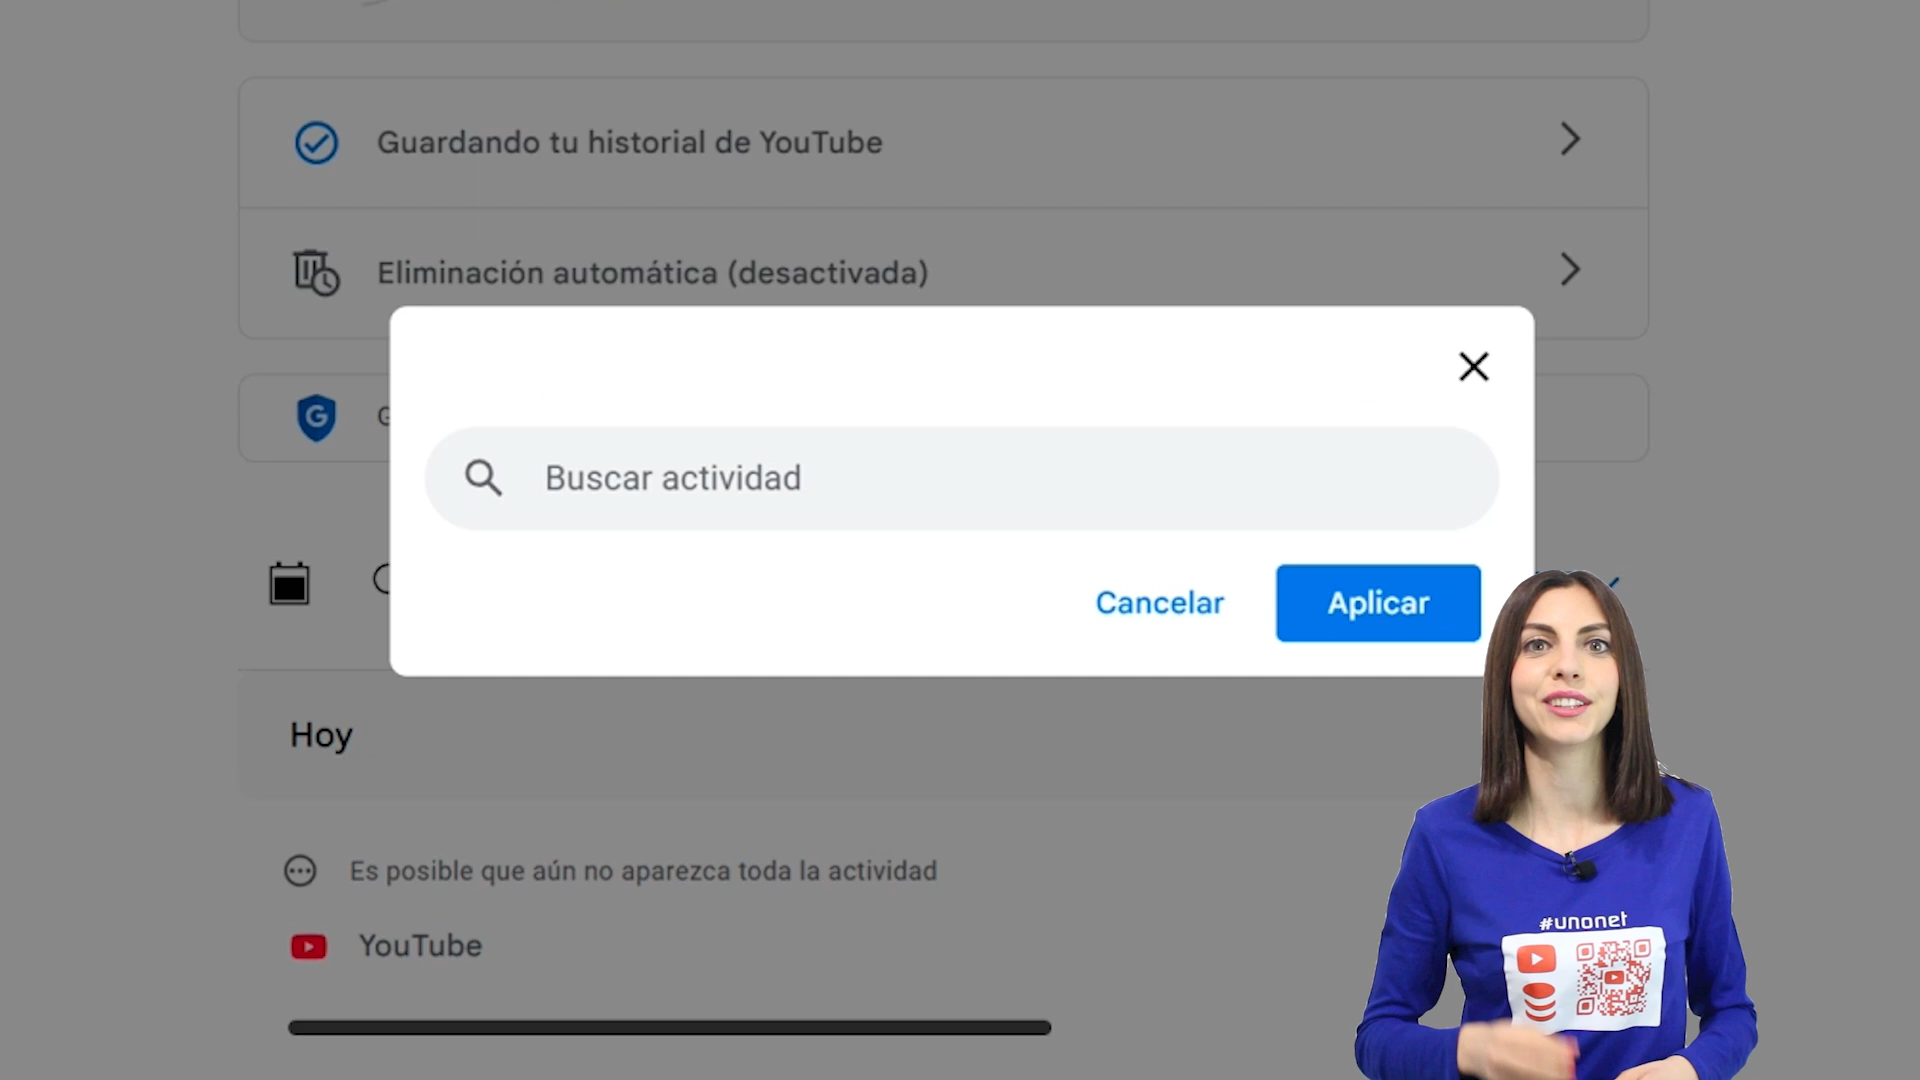 Guardando tu historial de YouTube
Eliminación automática (desactivada)
G
Buscar actividad
Cancelar
Aplicar
Hoy
Es posible que aún no aparezca toda la actividad
YouTube
#unonet